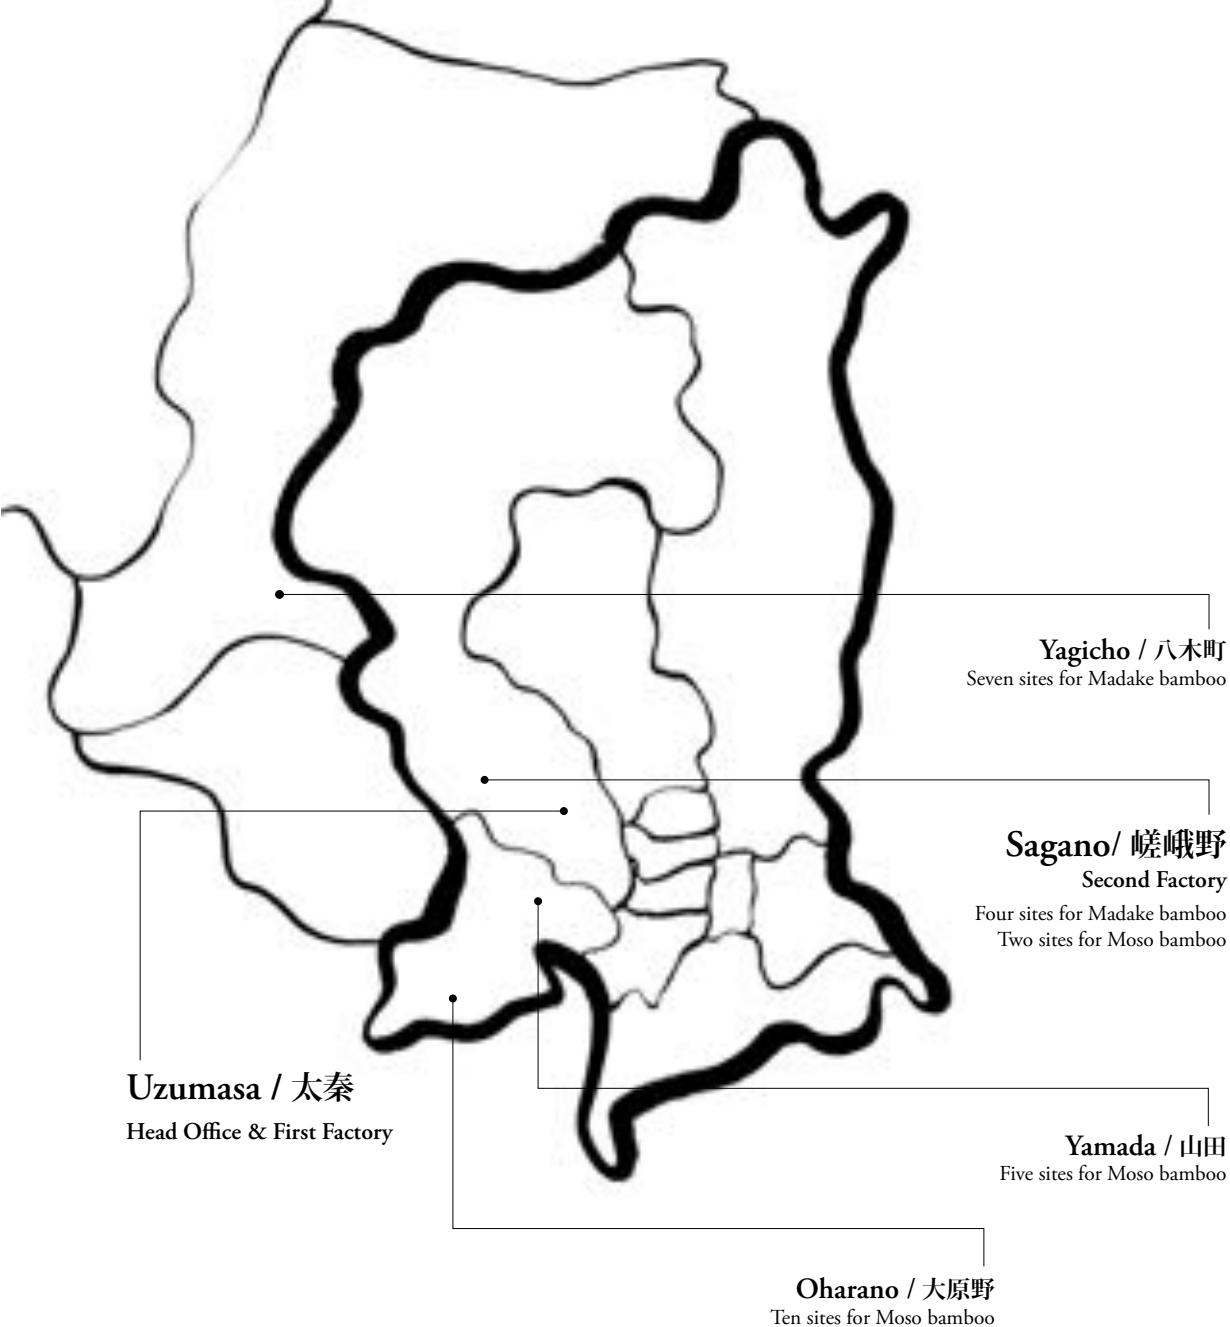 Yagicho / 八木町
Seven sites for Madake bamboo
Sagano/ 嵯峨野
Second Factory
Four sites for Madake bamboo
Two sites for Moso bamboo
Uzumasa / 太秦
Head Office & First Factory
Yamada / 山田
Five sites for Moso bamboo
Oharano / 大原野
Ten sites for Moso bamboo